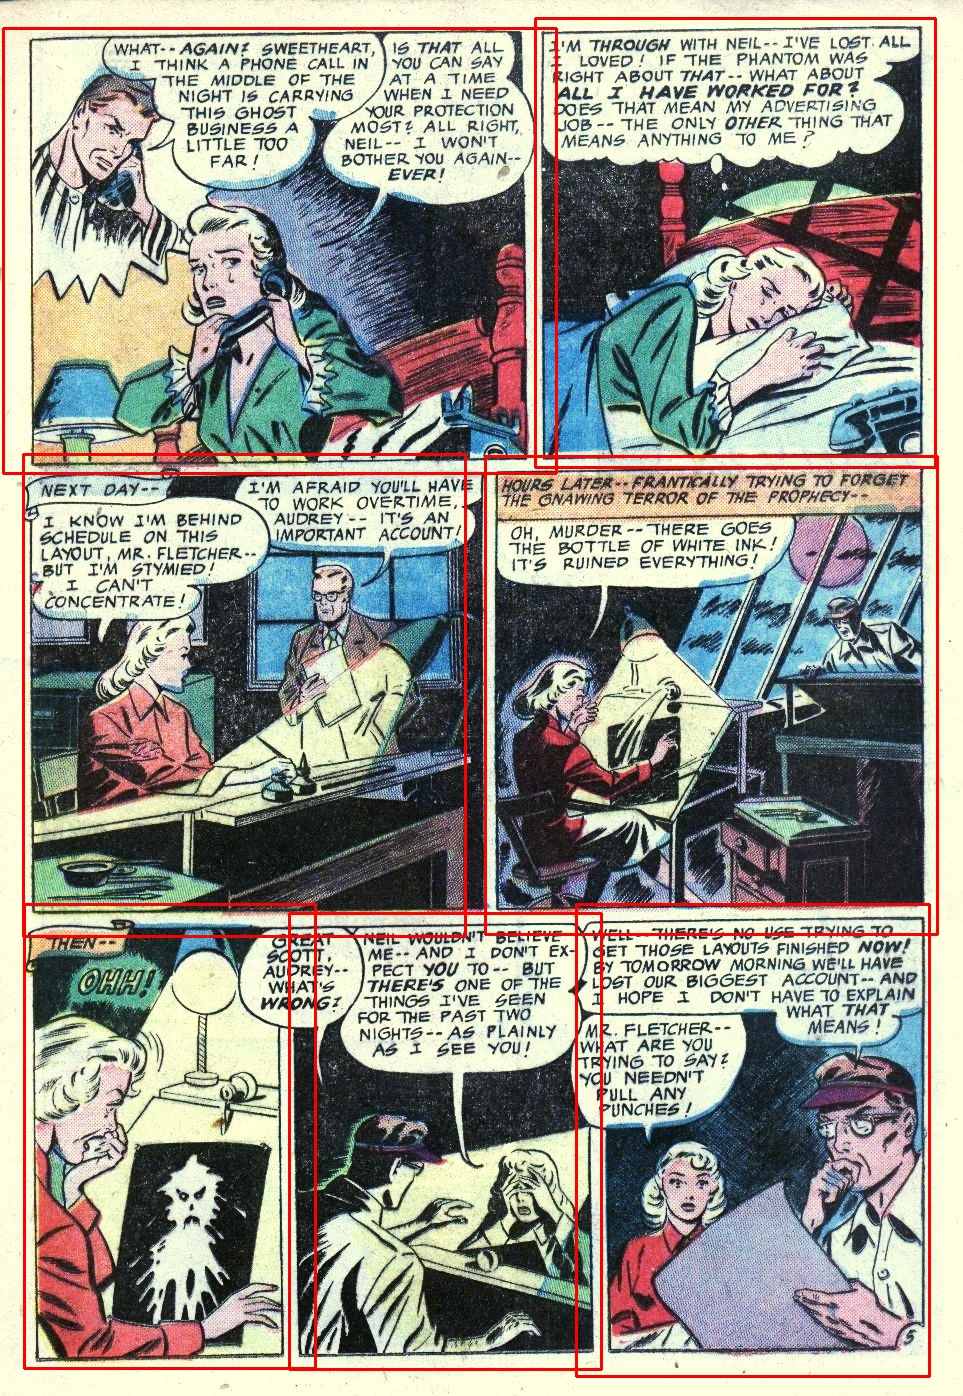 WHAT-- AGAIN? SWEETHEART,
I THINK A PHONE CALL IN
THE MIDDLE OF THE
NIGHT IS CARRYING
THIS GHOST
BUSINESS A
LITTLE TOO
FAR!
IS THAT ALL
YOU CAN SAY
AT A TIME
WHEN I NEED
YOUR PROTECTION
MOST? ALL RIGHT,
NEIL-- I WON'T
BOTHER YOU AGAIN--
EVER!
I'M THROUGH WITH NEIL-- I'VE LOST ALL
I LOVED! IF THE PHANTOM WAS
RIGHT ABOUT THAT-- WHAT ABOUT
ALL I HAVE WORKED FOR?
DOES THAT MEAN MY ADVERTISING
JOB-- THE ONLY OTHER THING THAT
MEANS ANYTHING TO ME?
NEXT DAY--
I KNOW I'M BEHIND
SCHEDULE ON THIS
LAYOUT, MR. FLETCHER--
BUT I'M STYMIED!
I CAN'T
CONCENTRATE!
I'M AFRAID YOU'LL HAVE
TO WORK OVERTIME,
AUDREY-- IT'S AN
IMPORTANT ACCOUNT!
HOURS LATER-- FRANTICALLY TRYING TO FORGET
THE GNAWING TERROR OF THE PROPHECY--
OH, MURDER-- THERE GOES
THE BOTTLE OF WHITE INK!
IT'S RUINED EVERYTHING!
THEN--
OHH!
GREAT
SCOTT,
AUDREY--
WHAT'S
WRONG?
NEIL WOULDN'T BELIEVE
ME-- AND I DON'T EX-
PECT YOU TO-- BUT
THERE'S ONE OF THE
THINGS I'VE SEEN
FOR THE PAST TWO
NIGHTS-- AS PLAINLY
AS I SEE YOU!
WELL-- THERE'S NO USE TRYING TO
GET THOSE LAYOUTS FINISHED NOW!
BY TOMORROW MORNING WE'LL HAVE
LOST OUR BIGGEST ACCOUNT-- AND
I HOPE I DON'T HAVE TO EXPLAIN
WHAT THAT
MEANS!
MR. FLETCHER--
WHAT ARE YOU
TRYING TO SAY?
YOU NEEDN'T
PULL ANY
PUNCHES!
5